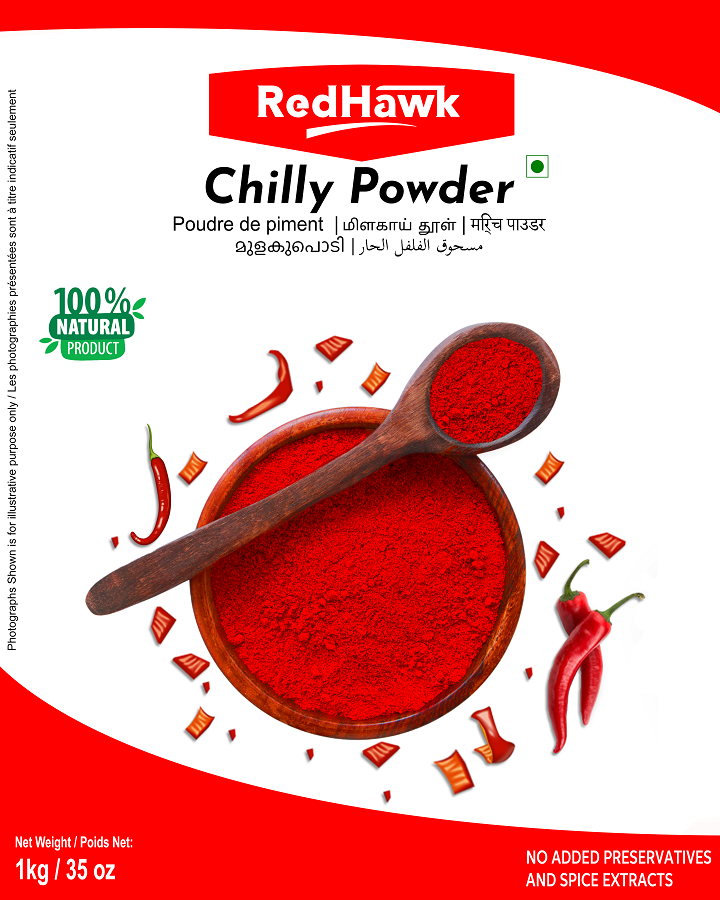 RedHawk
Chilly Powder
Poudre de piment | மிளகாய் தூள் | मरि्च पाउडर
മുളകുപൊടി | مسحوق الفلفل الحار
100%
NATURAL
PRODUCT
Photographs Shown is for illustrative purpose only / Les photographies présentées sont à titre indicatif seulement
Net Weight / Poids Net:
1kg / 35 oz
NO ADDED PRESERVATIVES
AND SPICE EXTRACTS